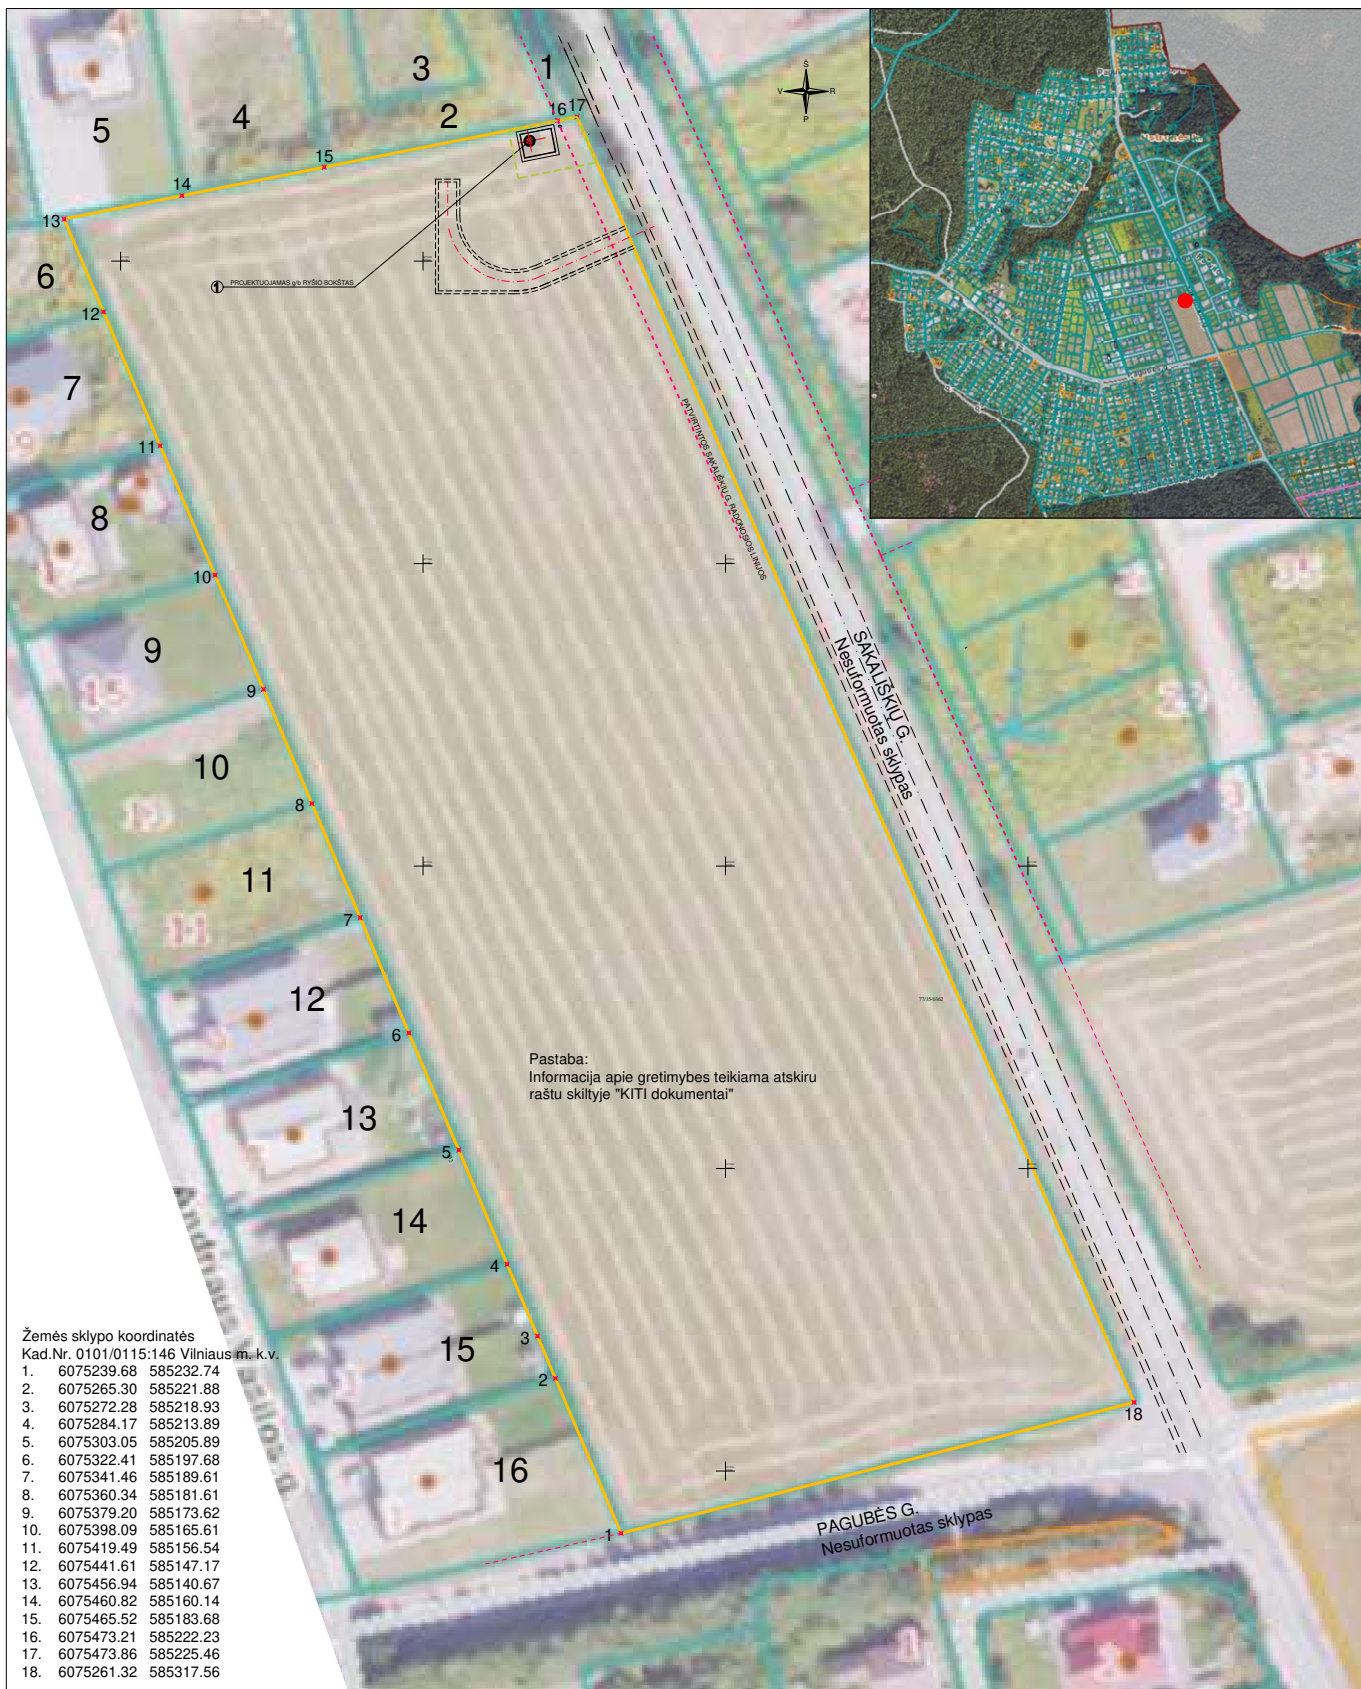 3
1
16
17
Š
V
R
P
4
2
5
15
14
13
6
1 PROJEKTUOJAMAS g/b RYŠIO BOKŠTAS
12
7
11
8
PATVIRTINTOS SAKALIŠKIŲ G. RAUDONOSIOS LINIJOS
10
9
15
9
SAKALIŠKIŲ G.
Nesuformuotas sklypas
10
8
11
11
7
12
TV35-6962
6
Pastaba:
Informacija apie gretimybes teikiama atskiru
raštu skiltyje "KITI dokumentai"
13
5
14
4
3
15
2
18
16
1
PAGUBĖS G.
Nesuformuotas sklypas
Žemės sklypo koordinatės
Kad.Nr. 0101/0115:146 Vilniaus m. k.v.
1. 6075239.68 585232.74
2. 6075265.30 585221.88
3. 6075272.28 585218.93
4. 6075284.17 585213.89
5. 6075303.05 585205.89
6. 6075322.41 585197.68
7. 6075341.46 585189.61
8. 6075360.34 585181.61
9. 6075379.20 585173.62
10. 6075398.09 585165.61
11. 6075419.49 585156.54
12. 6075441.61 585147.17
13. 6075456.94 585140.67
14. 6075460.82 585160.14
15. 6075465.52 585183.68
16. 6075473.21 585222.23
17. 6075473.86 585225.46
18. 6075261.32 585317.56